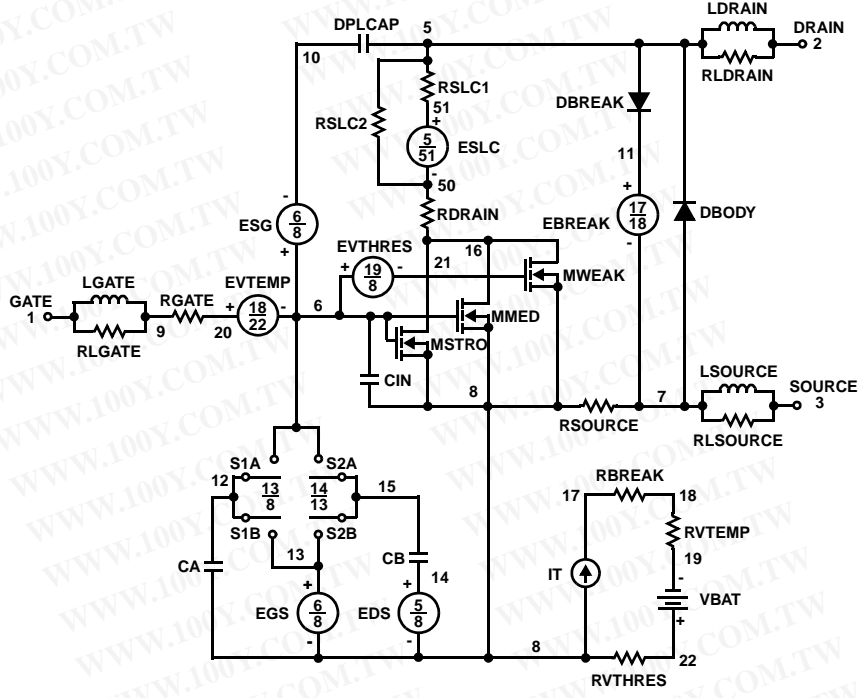 LDRAIN
DPLCAP 5 DRAIN
10 2
RSLC1 RLDRAIN
51 DBREAK
RSLC2 +
5
51
ESLC
11
-
50
- +
ESG 6
8
RDRAIN EBREAK 17
18
DBODY
+ EVTHRES 16 -
21
+ 19
8
- MWEAK
LGATE EVTEMP
GATE RGATE + 18
22
- 6 MMED
1
9 20 MSTRO
RLGATE
LSOURCE
CIN 8 7 SOURCE
3
RSOURCE RLSOURCE
12 S1A S2A RBREAK
13
8
14
13
15 17 18
S1B S2B RVTEMP
13 CB 19
CA + + 14 IT -
EGS 6
8
EDS 5
8
VBAT
- - 8 +
22
RVTHRES
WWW.100Y.COM.TW